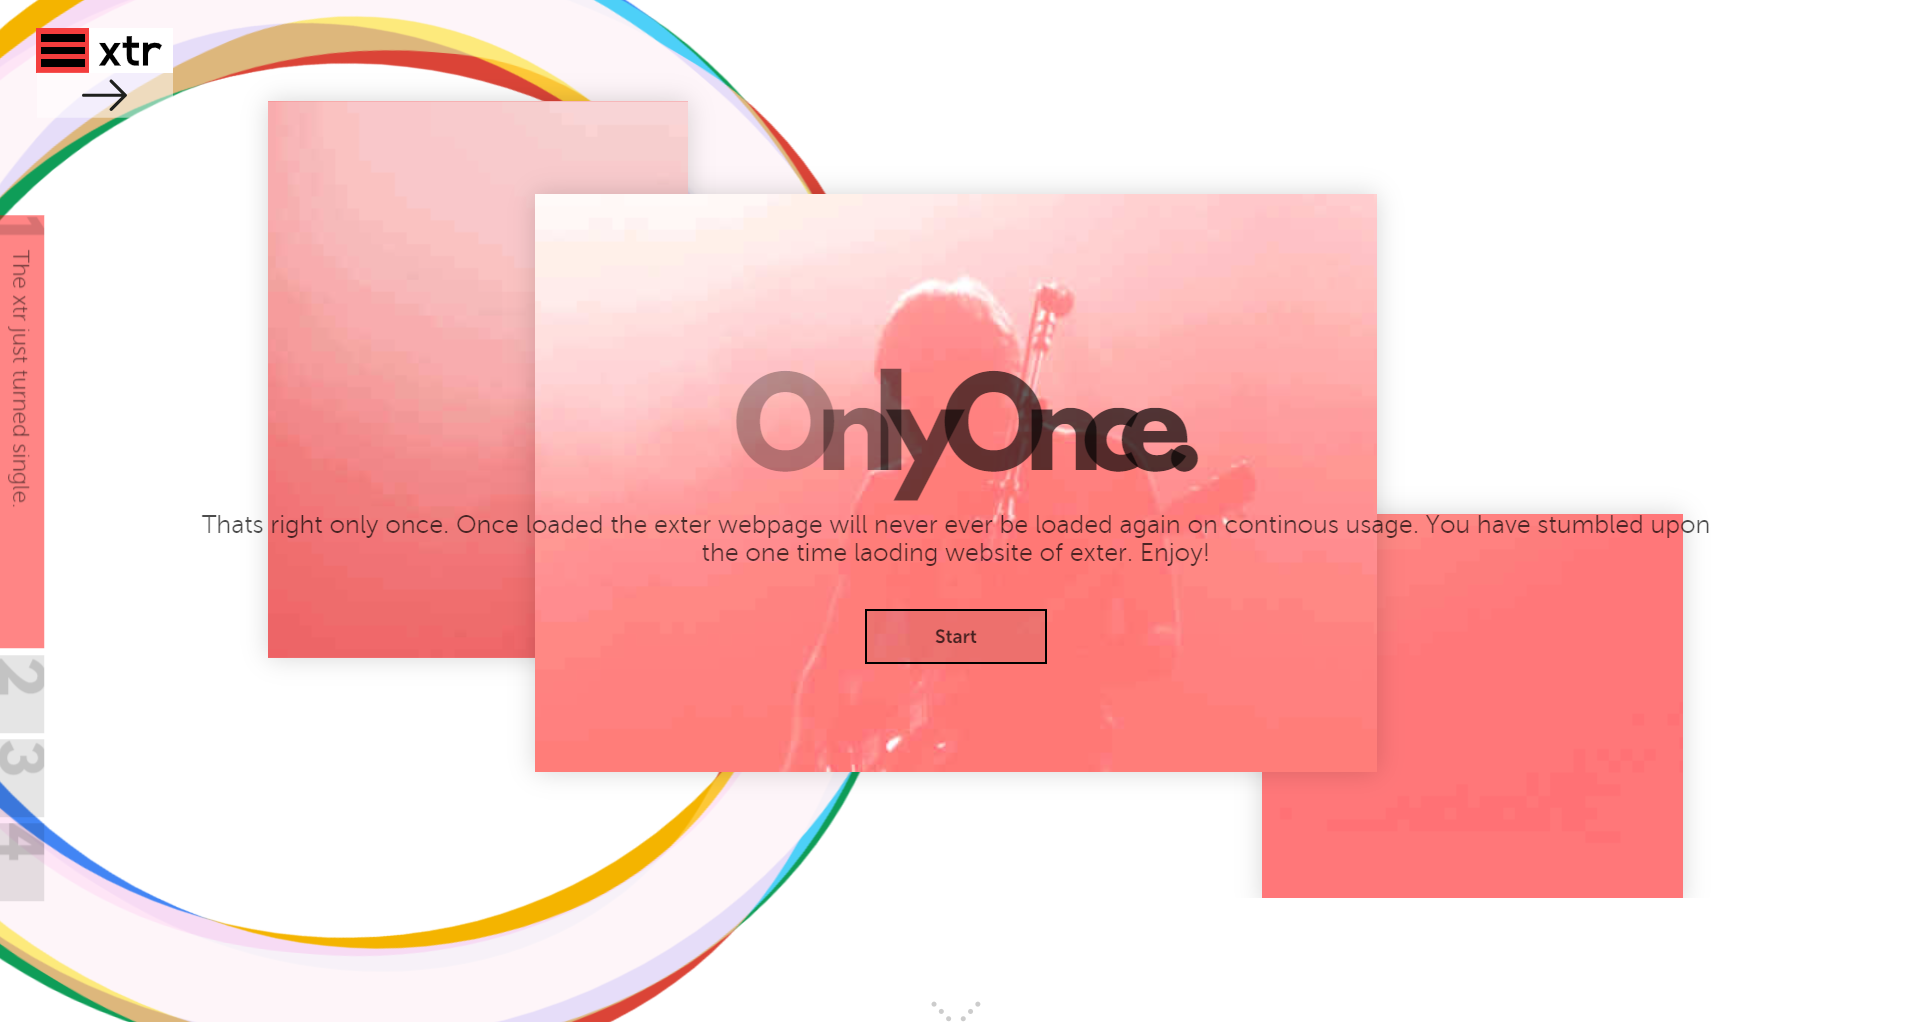 xtr
1
The xtr just turned single.
OnlyOnce.
Thats right only once. Once loaded the exter webpage will never ever be loaded again on continous usage. You have stumbled upon
the one time laoding website of exter. Enjoy!
Start
2
3
4